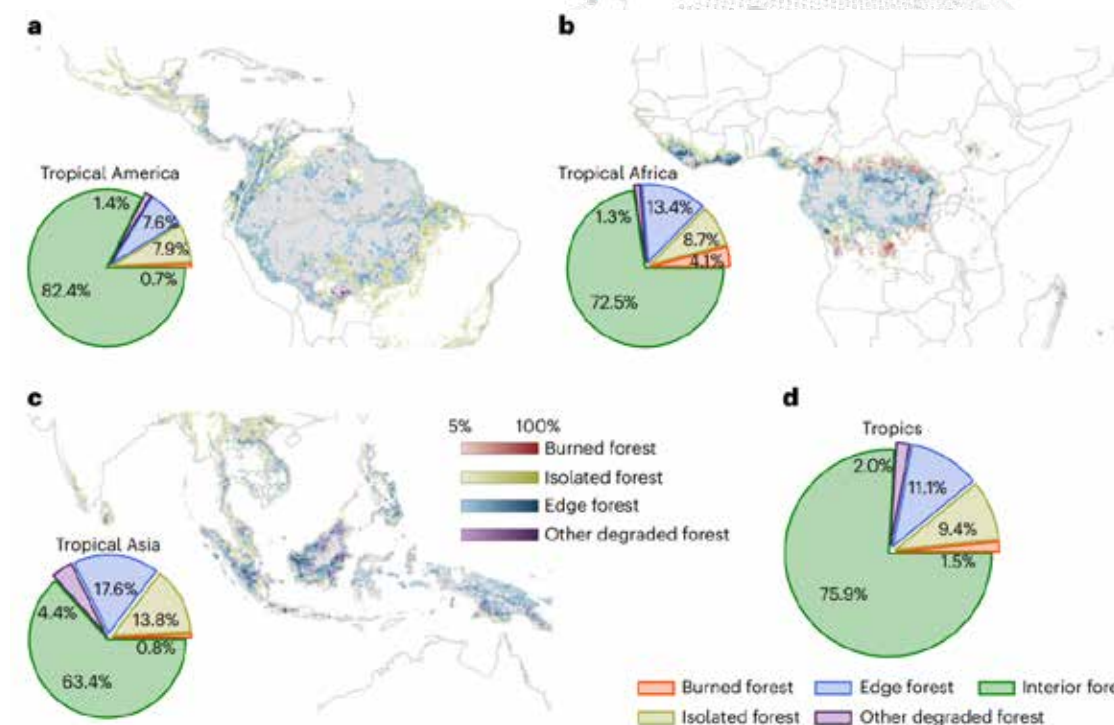 a
Tropical America
1.4%
7.6%
7.9%
0.7%
82.4%
b
Tropical Africa
1.3%
13.4%
8.7%
4.1%
72.5%
c
5% 100%
Burned forest
Isolated forest
Edge forest
Other degraded forest
Tropical Asia
17.6%
4.4%
13.8%
0.8%
63.4%
d
Tropics
2.0%
11.1%
9.4%
1.5%
75.9%
Burned forest Edge forest Interior fore
Isolated forest Other degraded forest